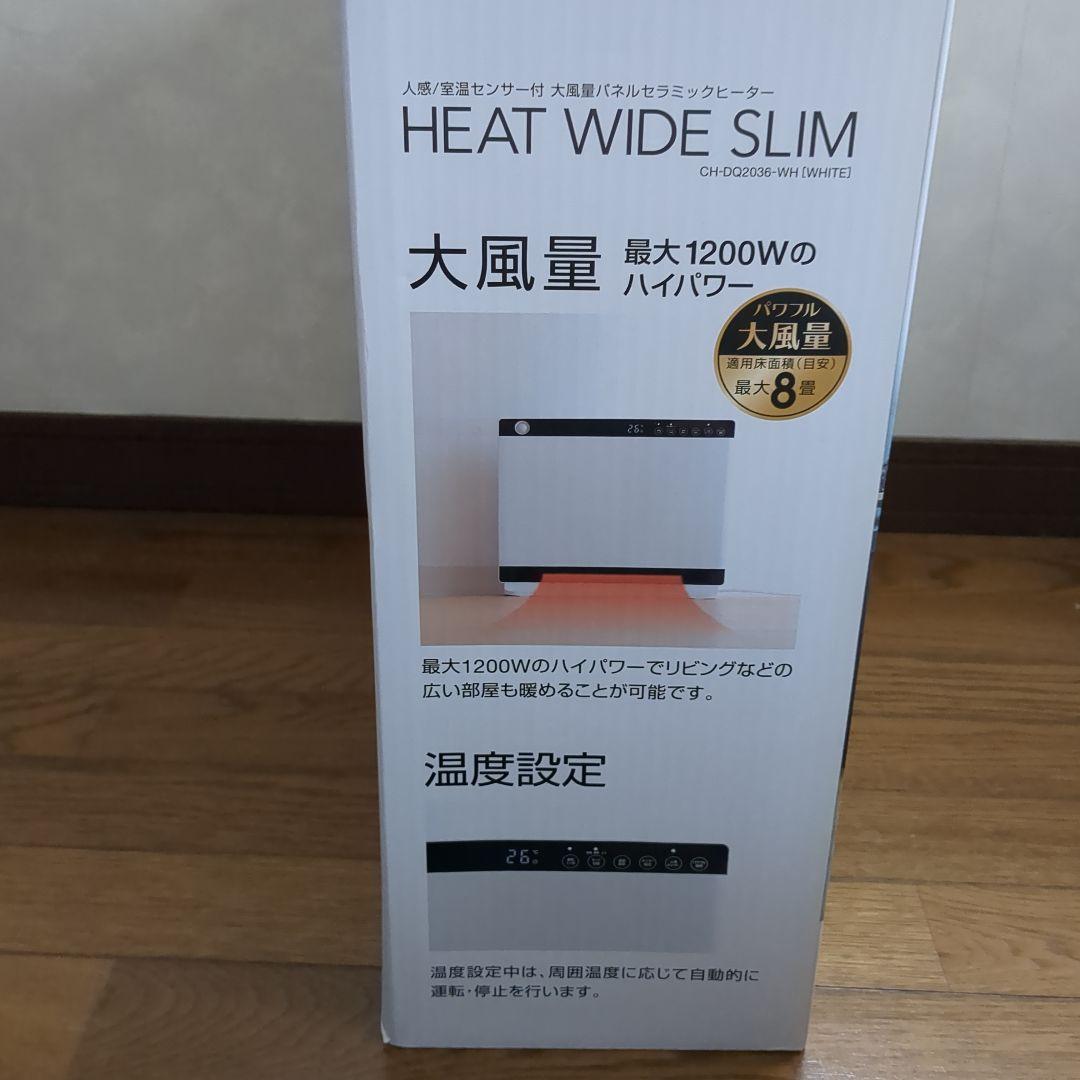 人感/室温センサー付 大風量パネルセラミックヒーター
HEAT WIDE SLIM
CH-DQ2036-WH [WHITE]
大風量
最大1200Wの
ハイパワー
パワフル
大風量
適用床面積(目安)
最大8畳
26℃
最大1200Wのハイパワーでリビングなどの
広い部屋も暖めることが可能です。
温度設定
26℃
温度設定中は、周囲温度に応じて自動的に
運転・停止を行います。